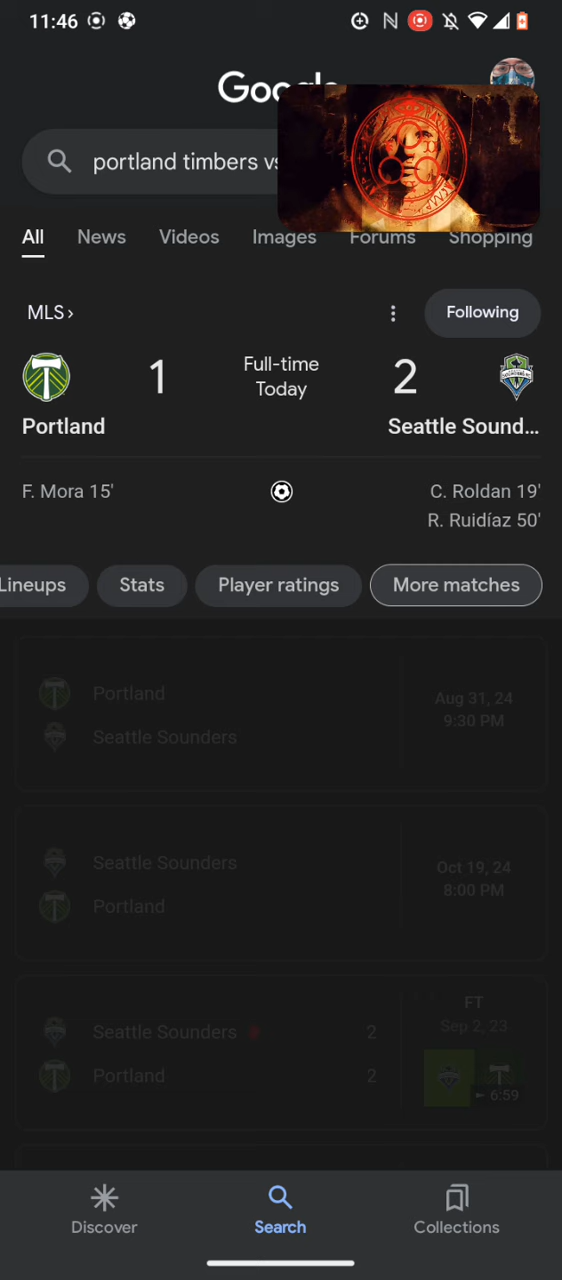 11:46
Google
portland timbers vs
All News Videos Images Forums Shopping
MLS ›
Following
1 Full-time 2
Today
Portland Seattle Sound...
F. Mora 15' C. Roldan 19'
R. Ruidíaz 50'
Lineups Stats Player ratings More matches
Portland
Seattle Sounders
Aug 31, 24
9:30 PM
Seattle Sounders
Portland
Oct 19, 24
8:00 PM
Seattle Sounders 2
Portland 2
FT
Sep 2, 23
6:59
Discover Search Collections